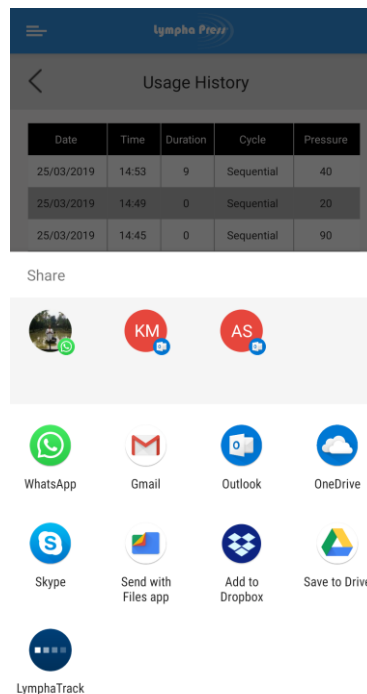 Lympha Press
Usage History
Date Time Duration Cycle Pressure
25/03/2019 14:53 9 Sequential 40
25/03/2019 14:49 0 Sequential 20
25/03/2019 14:45 0 Sequential 90
Share
KM AS
WhatsApp Gmail Outlook OneDrive
Skype Send with Add to Save to Drive
Files app Dropbox
LymphaTrack